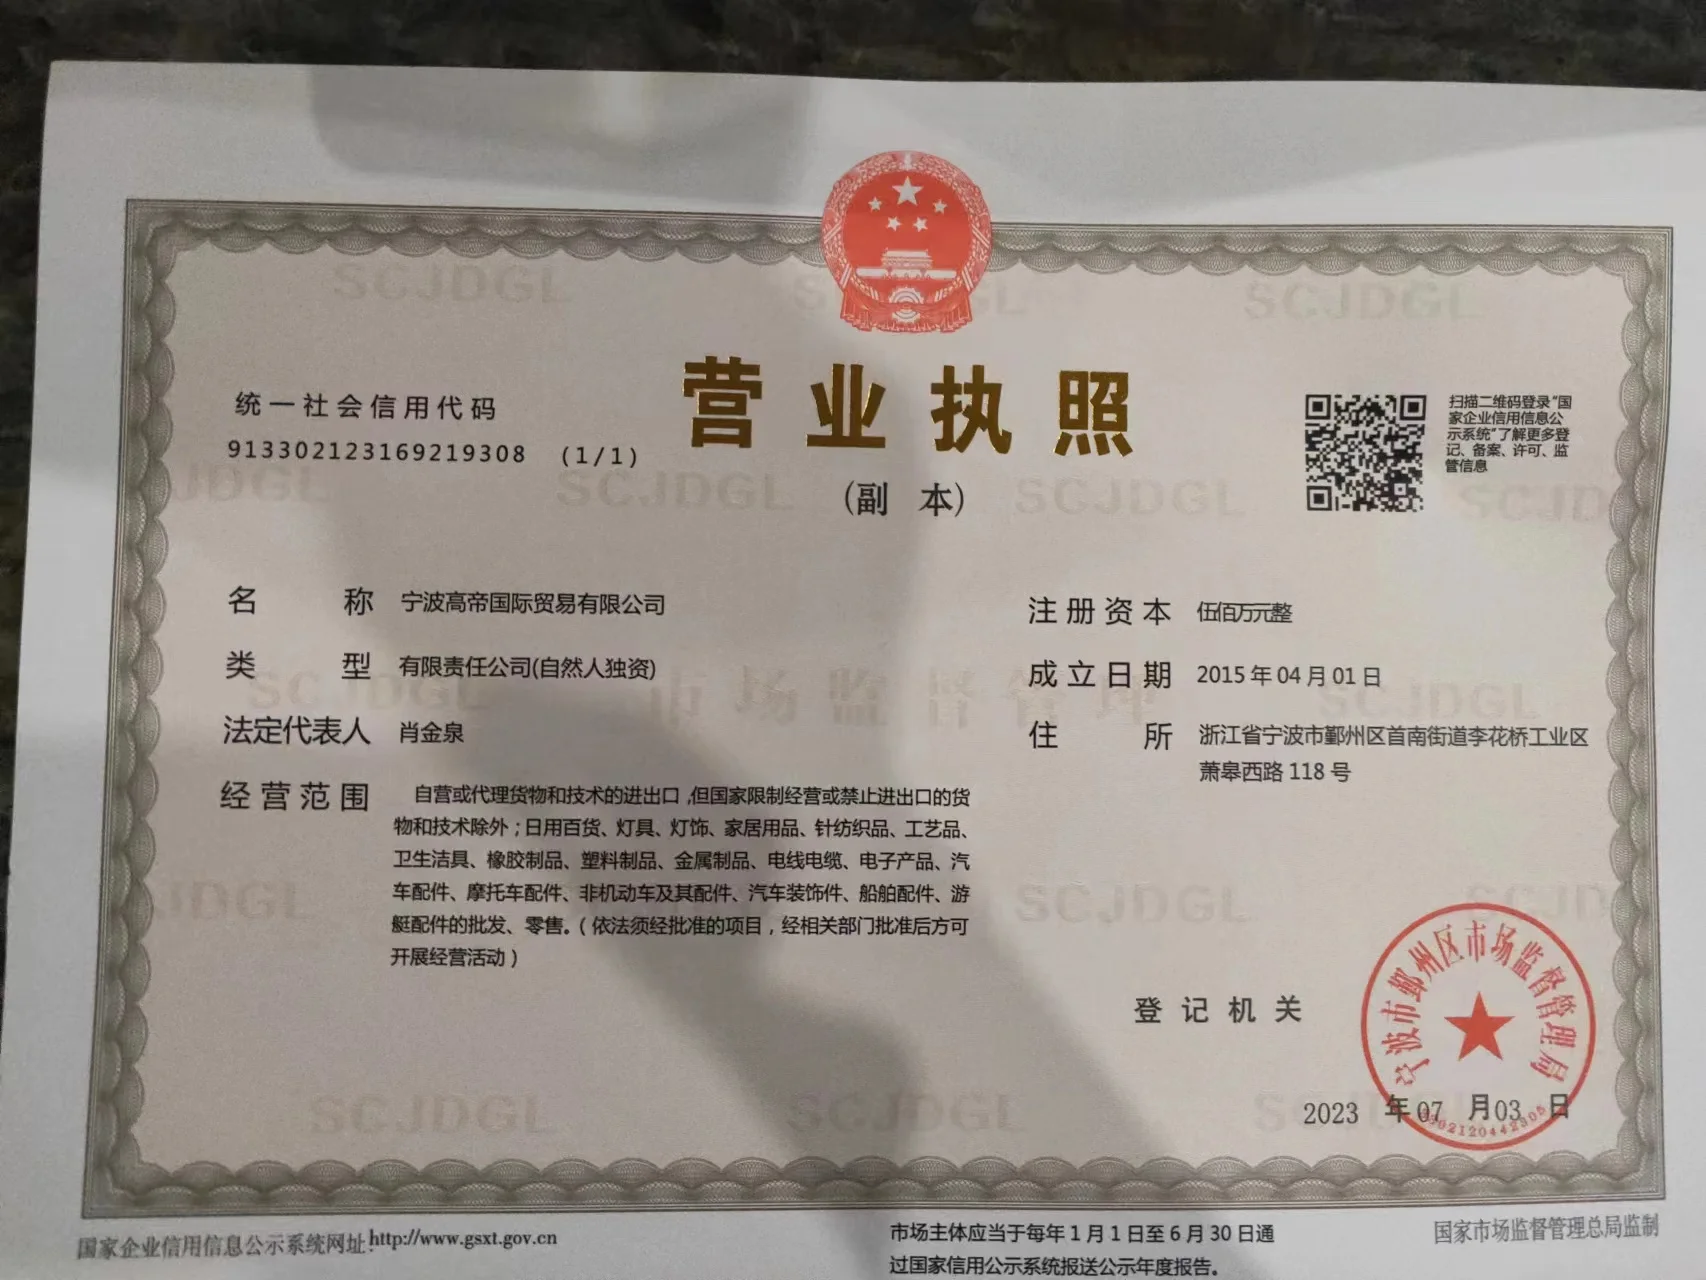 营业执照
(副 本)
统一社会信用代码
913302123169219308 (1/1)
扫描二维码登录“国
家企业信用信息公
示系统”了解更多登
记、备案、许可、监
管信息
名 称 宁波高帝国际贸易有限公司
类 型 有限责任公司(自然人独资)
法定代表人 肖金泉
经营范围 自营或代理货物和技术的进出口,但国家限制经营或禁止进出口的货
物和技术除外;日用百货、灯具、灯饰、家居用品、针纺织品、工艺品、
卫生洁具、橡胶制品、塑料制品、金属制品、电线电缆、电子产品、汽
车配件、摩托车配件、非机动车及其配件、汽车装饰件、船舶配件、游
艇配件的批发、零售。(依法须经批准的项目,经相关部门批准后方可
开展经营活动)
注册资本 伍佰万元整
成立日期 2015年04月01日
住 所 浙江省宁波市鄞州区首南街道李花桥工业区
萧皋西路118号
登记机关
宁波市鄞州区市场监督管理局
2023 年07 月03 日
SCJDGL
市场监督管理
国家企业信用信息公示系统网址:http://www.gsxt.gov.cn
市场主体应当于每年1月1日至6月30日通
过国家信用公示系统报送公示年度报告。
国家市场监督管理总局监制